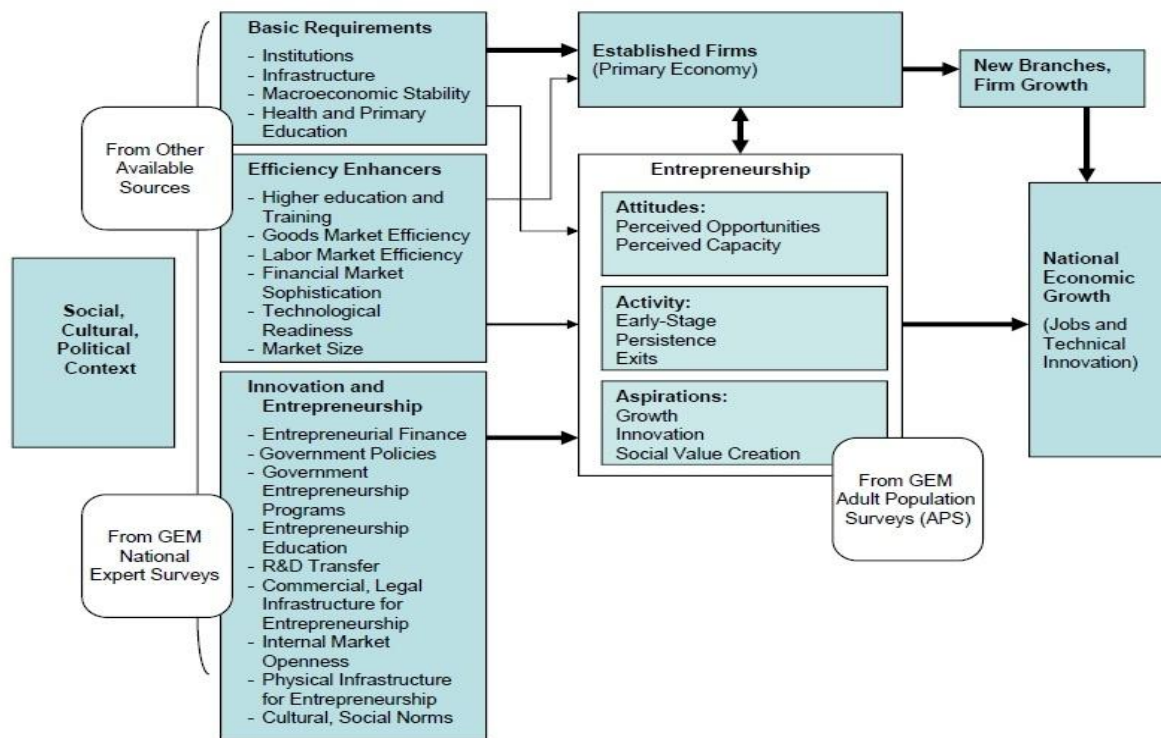 Social,
Cultural,
Political
Context
From Other
Available
Sources
From GEM
National
Expert Surveys
Basic Requirements
- Institutions
- Infrastructure
- Macroeconomic Stability
- Health and Primary
Education
Efficiency Enhancers
- Higher education and
Training
- Goods Market Efficiency
- Labor Market Efficiency
- Financial Market
Sophistication
- Technological
Readiness
- Market Size
Innovation and
Entrepreneurship
- Entrepreneurial Finance
- Government Policies
- Government
Entrepreneurship
Programs
- Entrepreneurship
Education
- R&D Transfer
- Commercial, Legal
Infrastructure for
Entrepreneurship
- Internal Market
Openness
- Physical Infrastructure
for Entrepreneurship
- Cultural, Social Norms
Established Firms
(Primary Economy)
Entrepreneurship
Attitudes:
Perceived Opportunities
Perceived Capacity
Activity:
Early-Stage
Persistence
Exits
Aspirations:
Growth
Innovation
Social Value Creation
From GEM
Adult Population
Surveys (APS)
New Branches,
Firm Growth
National
Economic
Growth
(Jobs and
Technical
Innovation)